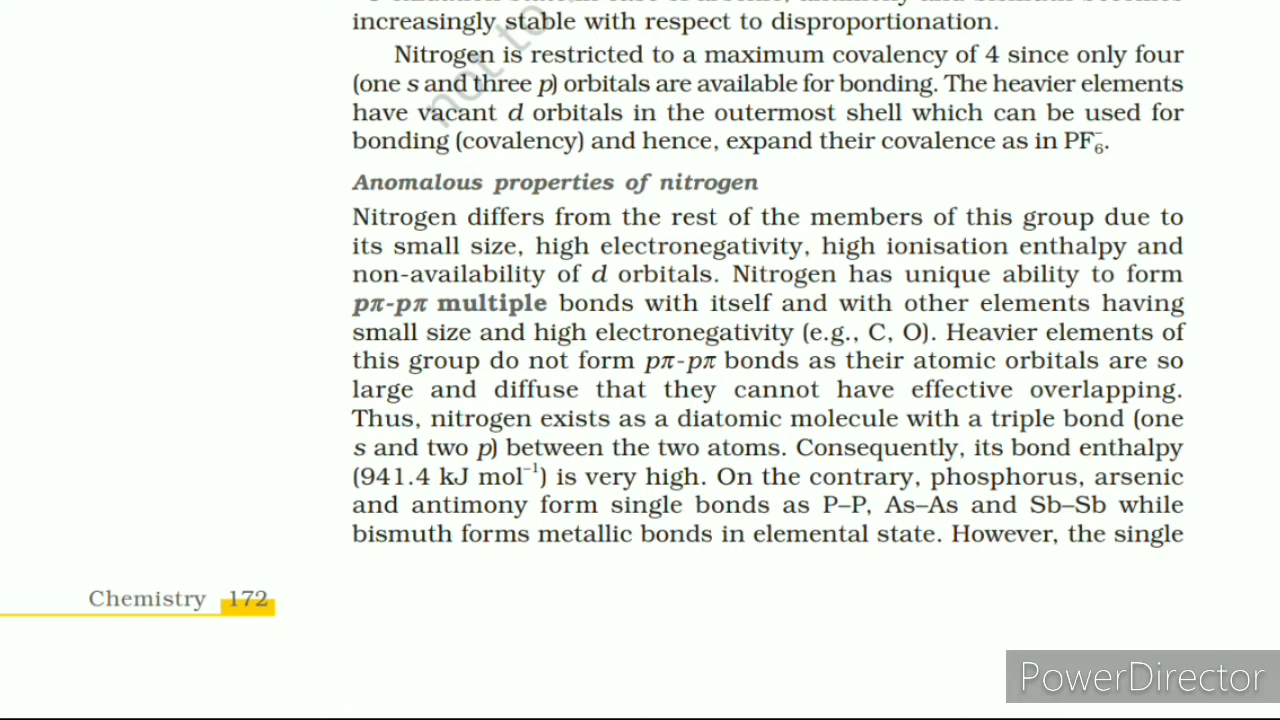 increasingly stable with respect to disproportionation.
Nitrogen is restricted to a maximum covalency of 4 since only four
(one s and three p) orbitals are available for bonding. The heavier elements
have vacant d orbitals in the outermost shell which can be used for
bonding (covalency) and hence, expand their covalence as in PF₆⁻.
Anomalous properties of nitrogen
Nitrogen differs from the rest of the members of this group due to
its small size, high electronegativity, high ionisation enthalpy and
non-availability of d orbitals. Nitrogen has unique ability to form
pπ-pπ multiple bonds with itself and with other elements having
small size and high electronegativity (e.g., C, O). Heavier elements of
this group do not form pπ-pπ bonds as their atomic orbitals are so
large and diffuse that they cannot have effective overlapping.
Thus, nitrogen exists as a diatomic molecule with a triple bond (one
s and two p) between the two atoms. Consequently, its bond enthalpy
(941.4 kJ mol⁻¹) is very high. On the contrary, phosphorus, arsenic
and antimony form single bonds as P–P, As–As and Sb–Sb while
bismuth forms metallic bonds in elemental state. However, the single
Chemistry 172
not to
PowerDirector